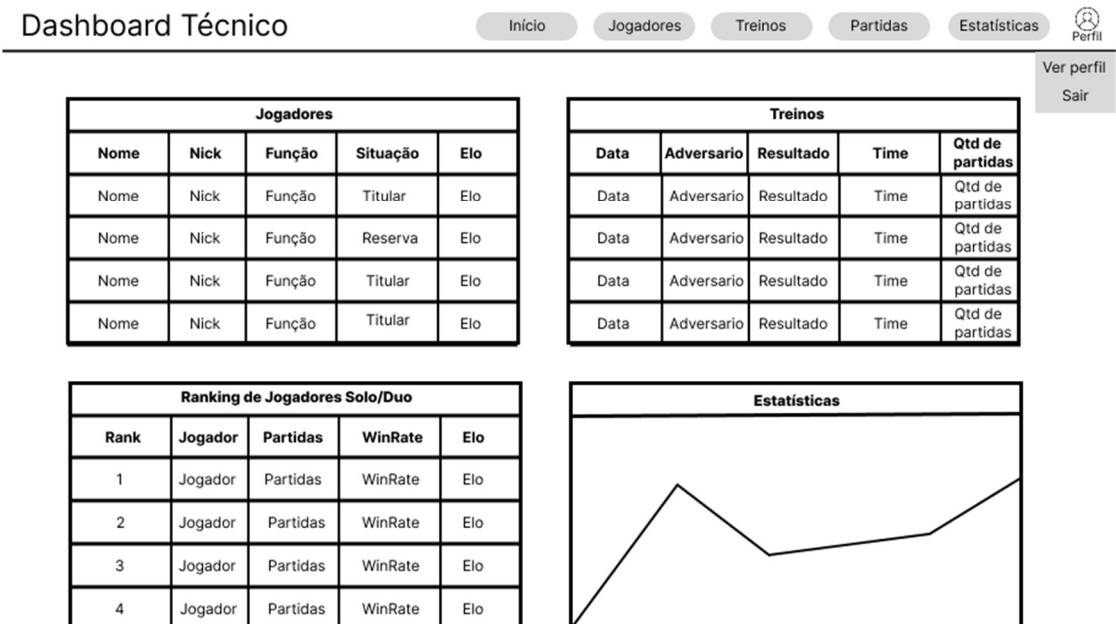 Dashboard Técnico
Início Jogadores Treinos Partidas Estatísticas Perfil
Ver perfil
Sair
Jogadores
Nome Nick Função Situação Elo
Nome Nick Função Titular Elo
Nome Nick Função Reserva Elo
Nome Nick Função Titular Elo
Nome Nick Função Titular Elo
Treinos
Data Adversario Resultado Time Qtd de partidas
Data Adversario Resultado Time Qtd de partidas
Data Adversario Resultado Time Qtd de partidas
Data Adversario Resultado Time Qtd de partidas
Data Adversario Resultado Time Qtd de partidas
Ranking de Jogadores Solo/Duo
Rank Jogador Partidas WinRate Elo
1 Jogador Partidas WinRate Elo
2 Jogador Partidas WinRate Elo
3 Jogador Partidas WinRate Elo
4 Jogador Partidas WinRate Elo
Estatísticas